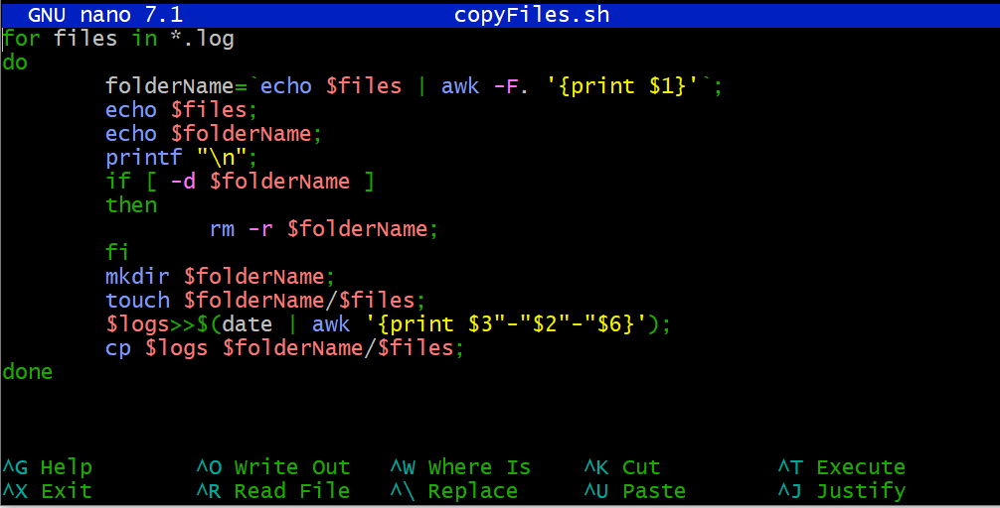 GNU nano 7.1 copyFiles.sh
for files in *.log
do
folderName=`echo $files | awk -F. '{print $1}'`;
echo $files;
echo $folderName;
printf "\n";
if [ -d $folderName ]
then
rm -r $folderName;
fi
mkdir $folderName;
touch $folderName/$files;
$logs>>$(date | awk '{print $3"-"$2"-"$6}');
cp $logs $folderName/$files;
done
^G Help ^O Write Out ^W Where Is ^K Cut ^T Execute
^X Exit ^R Read File ^\ Replace ^U Paste ^J Justify